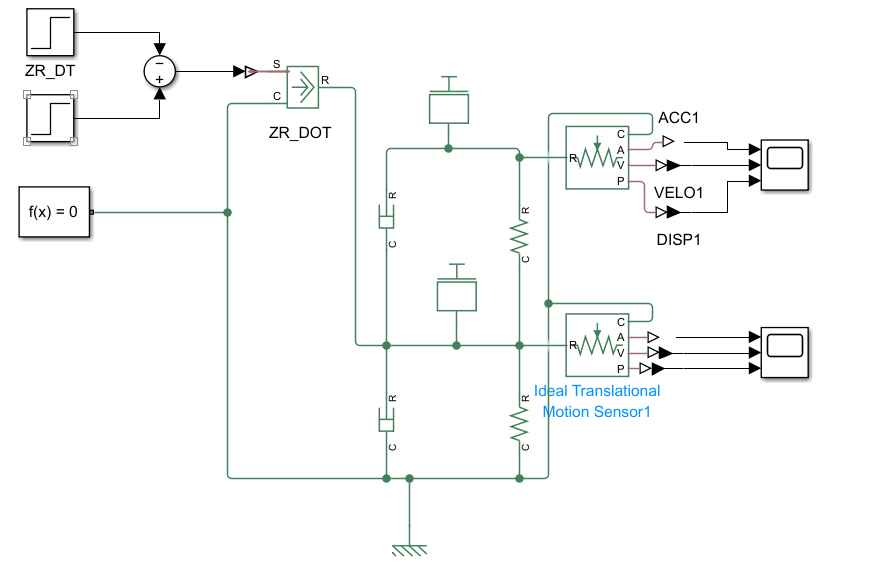 ZR_DT
S
C
R
ZR_DOT
f(x) = 0
R
C
R
C
R
C
A
V
P
ACC1
VELO1
DISP1
R
C
A
V
P
Ideal Translational
Motion Sensor1
R
C
R
C